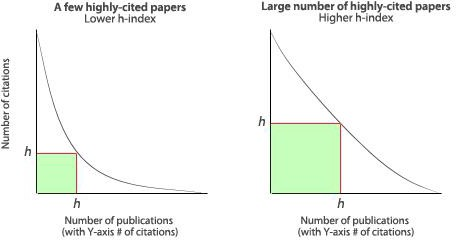 A few highly-cited papers
Lower h-index
Number of citations
h
h
Number of publications
(with Y-axis # of citations)
Large number of highly-cited papers
Higher h-index
h
h
Number of publications
(with Y-axis # of citations)